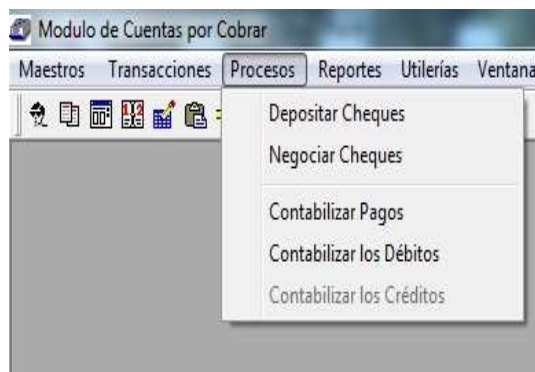 Modulo de Cuentas por Cobrar
Maestros Transacciones Procesos Reportes Utilerías Ventana
Depositar Cheques
Negociar Cheques
Contabilizar Pagos
Contabilizar los Débitos
Contabilizar los Créditos